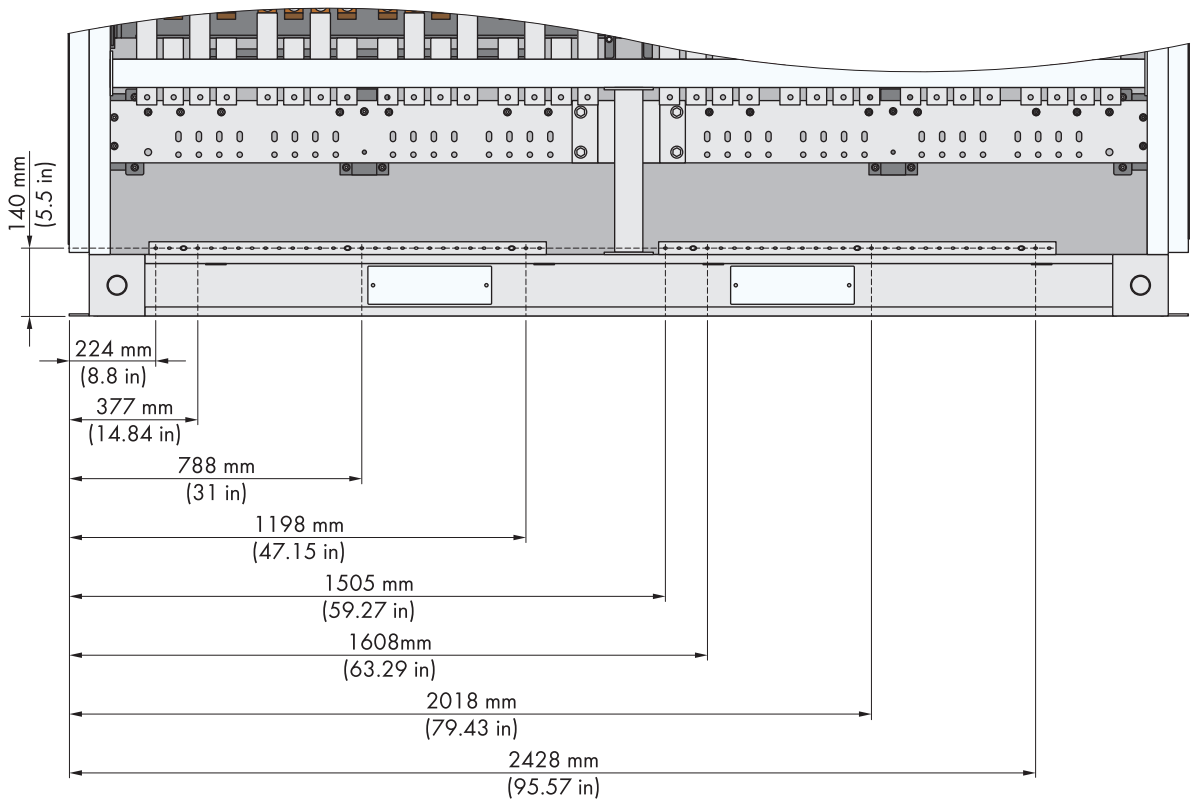 140 mm
(5.5 in)
224 mm
(8.8 in)
377 mm
(14.84 in)
788 mm
(31 in)
1198 mm
(47.15 in)
1505 mm
(59.27 in)
1608mm
(63.29 in)
2018 mm
(79.43 in)
2428 mm
(95.57 in)